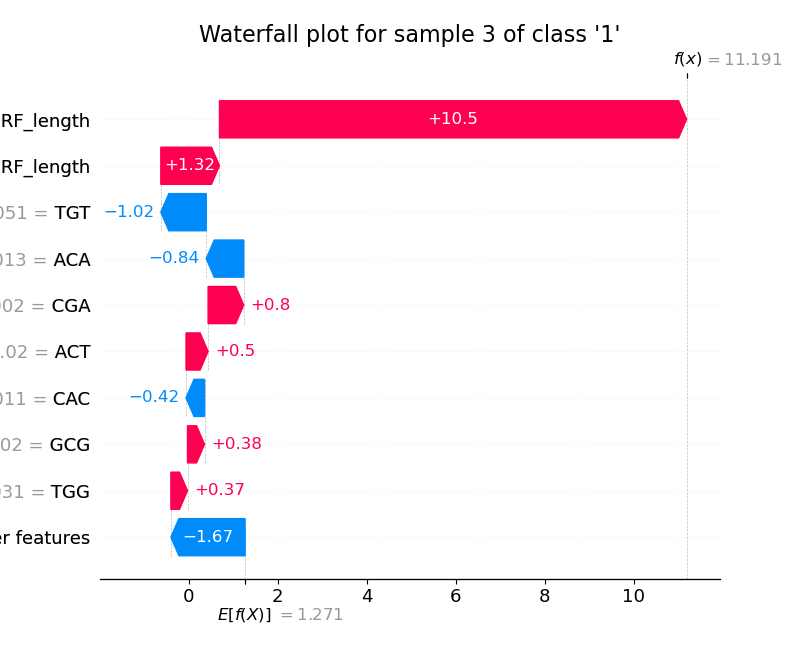 Waterfall plot for sample 3 of class '1'
f(x) = 11.191
RF_length +10.5
RF_length +1.32
051 = TGT −1.02
013 = ACA −0.84
002 = CGA +0.8
.02 = ACT +0.5
011 = CAC −0.42
02 = GCG +0.38
031 = TGG +0.37
er features −1.67
0 2 4 6 8 10
E[f(X)] = 1.271